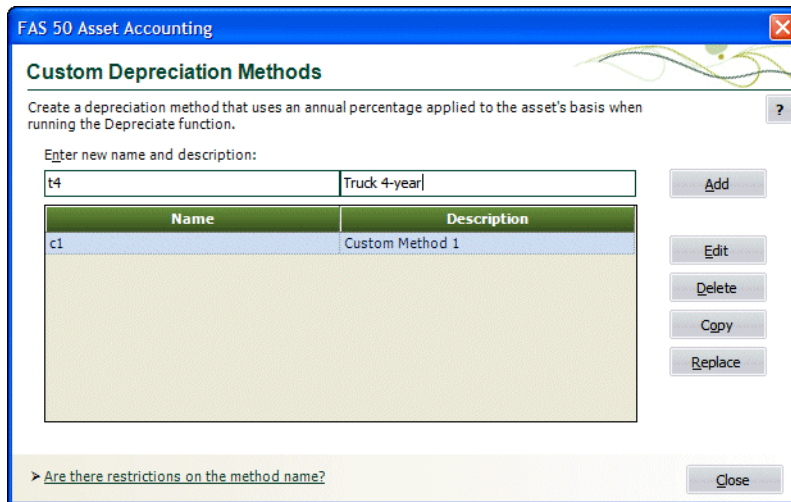 FAS 50 Asset Accounting
Custom Depreciation Methods
Create a depreciation method that uses an annual percentage applied to the asset's basis when
running the Depreciate function.
?
Enter new name and description:
t4 Truck 4-year
Add
Name Description
c1 Custom Method 1
Edit
Delete
Copy
Replace
➤ Are there restrictions on the method name?
Close